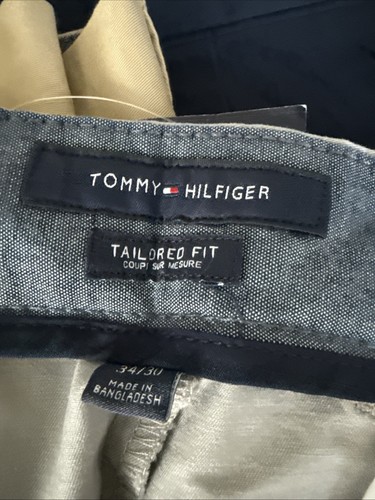 TOMMY HILFIGER
TAILORED FIT
COUPE SUR MESURE
34/30
MADE IN
BANGLADESH